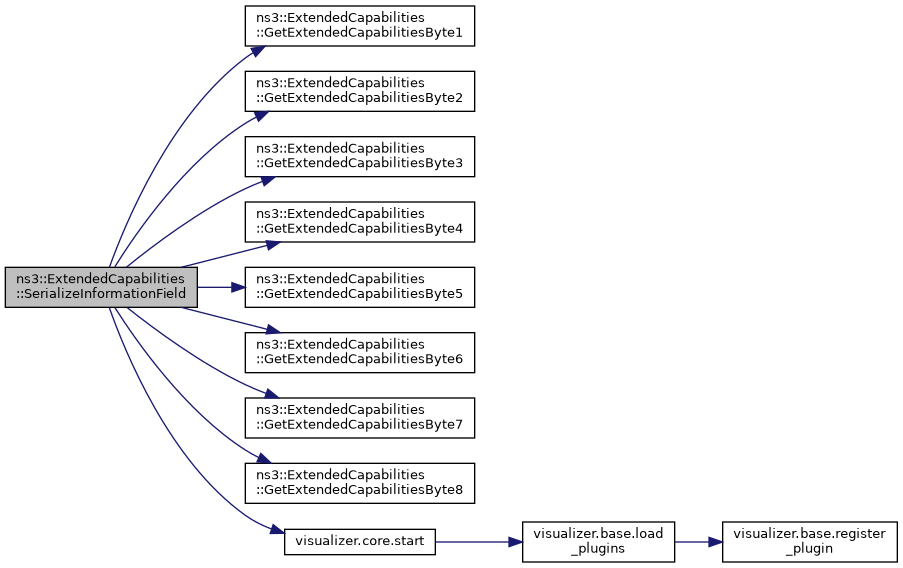 ns3::ExtendedCapabilities
::GetExtendedCapabilitiesByte1
ns3::ExtendedCapabilities
::GetExtendedCapabilitiesByte2
ns3::ExtendedCapabilities
::GetExtendedCapabilitiesByte3
ns3::ExtendedCapabilities
::GetExtendedCapabilitiesByte4
ns3::ExtendedCapabilities
::SerializeInformationField
ns3::ExtendedCapabilities
::GetExtendedCapabilitiesByte5
ns3::ExtendedCapabilities
::GetExtendedCapabilitiesByte6
ns3::ExtendedCapabilities
::GetExtendedCapabilitiesByte7
ns3::ExtendedCapabilities
::GetExtendedCapabilitiesByte8
visualizer.core.start
visualizer.base.load
_plugins
visualizer.base.register
_plugin